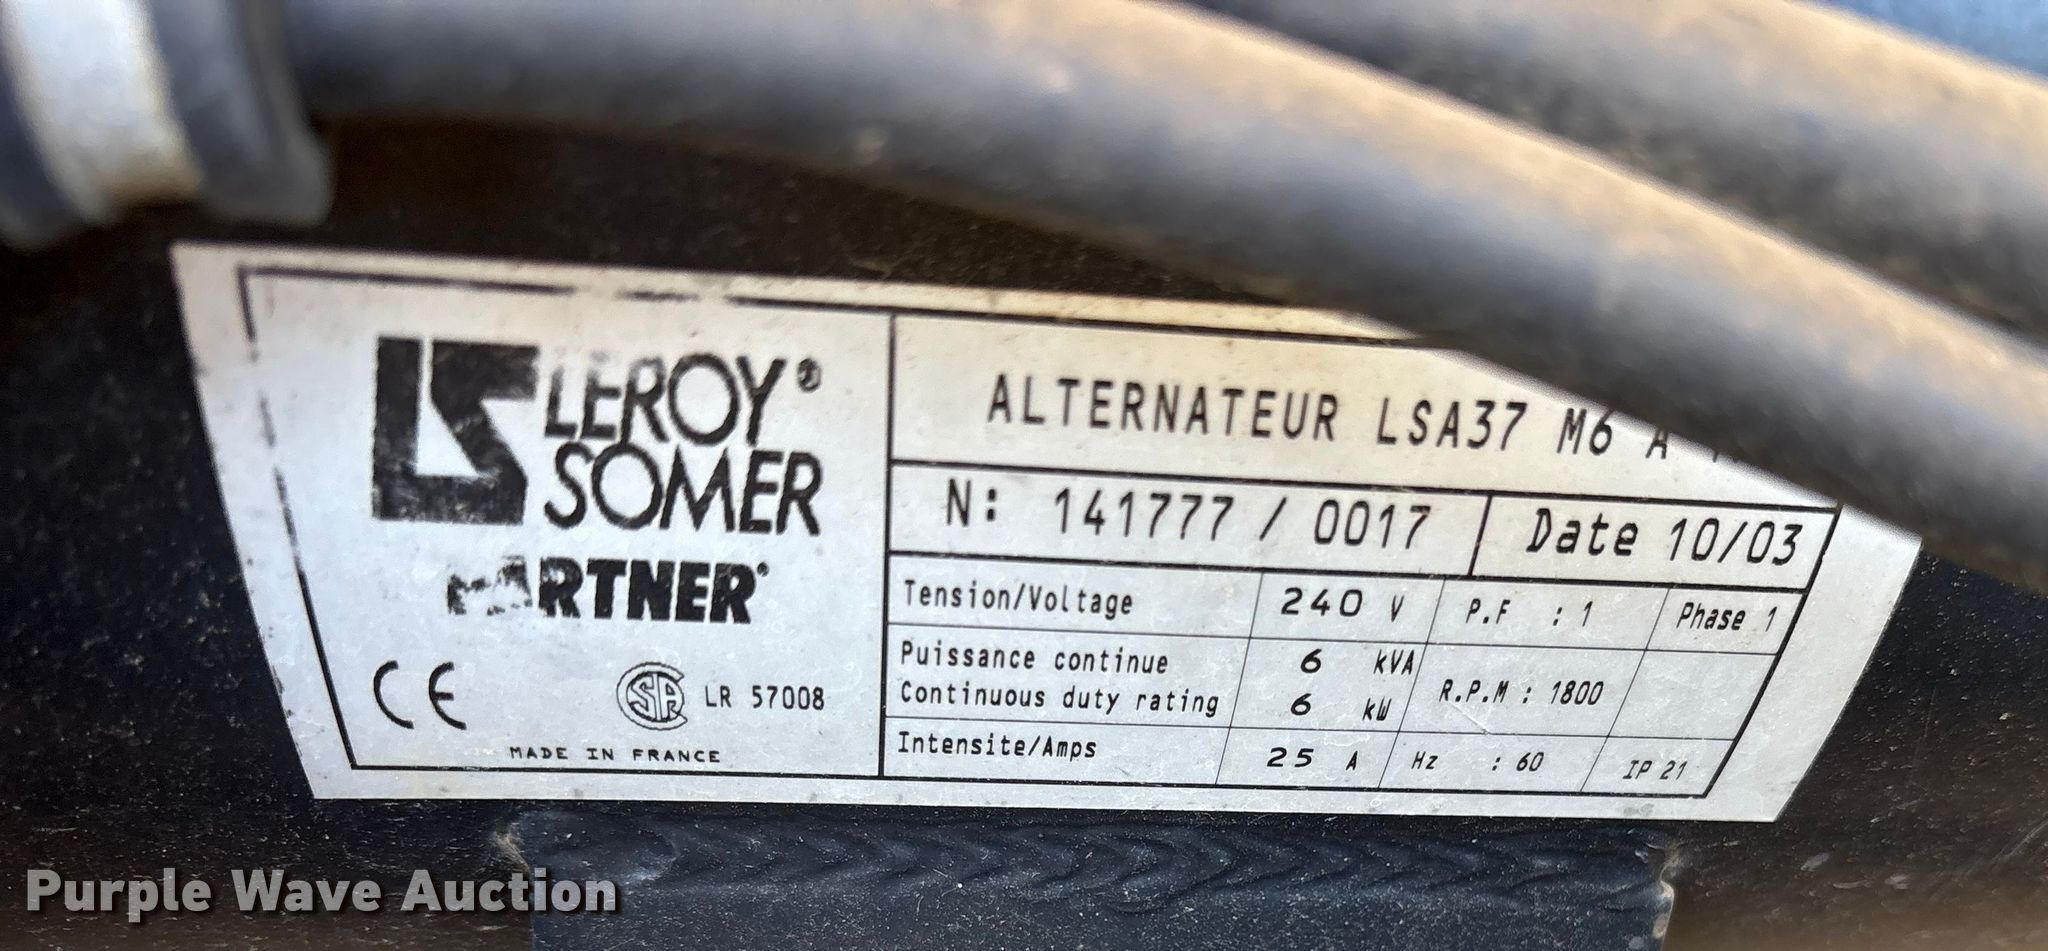 LEROY®
SOMER
PARTNER®
CE
LR 57008
MADE IN FRANCE
ALTERNATEUR LSA37 M6 A
N: 141777 / 0017 Date 10/03
Tension/Voltage 240 V P.F : 1 Phase 1
Puissance continue 6 kVA
Continuous duty rating 6 kW R.P.M : 1800
Intensite/Amps 25 A Hz : 60 IP 21
Purple Wave Auction